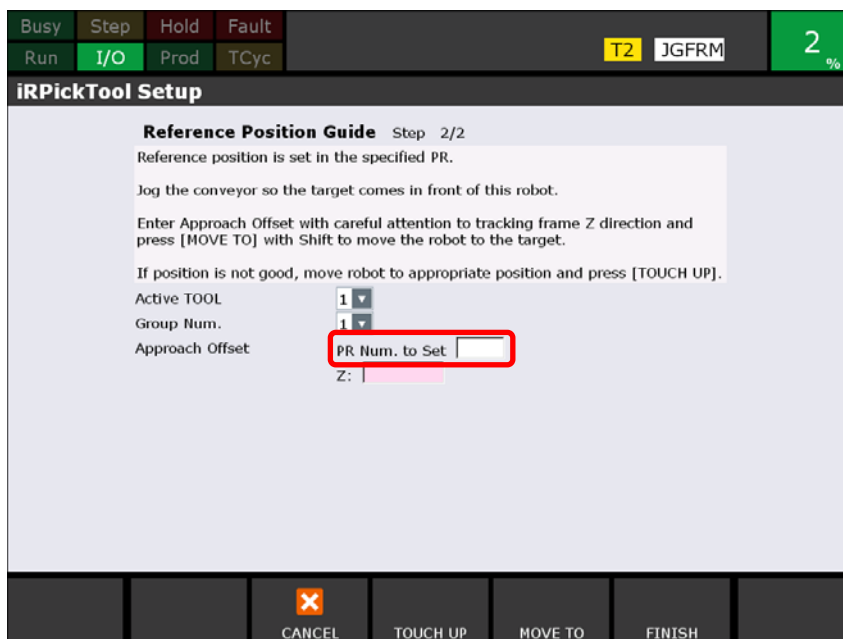 Busy Step Hold Fault
Run I/O Prod TCyc
T2 JGFRM
2 %
iRPickTool Setup
Reference Position Guide Step 2/2
Reference position is set in the specified PR.
Jog the conveyor so the target comes in front of this robot.
Enter Approach Offset with careful attention to tracking frame Z direction and
press [MOVE TO] with Shift to move the robot to the target.
If position is not good, move robot to appropriate position and press [TOUCH UP].
Active TOOL 1
Group Num. 1
Approach Offset PR Num. to Set
Z:
CANCEL TOUCH UP MOVE TO FINISH